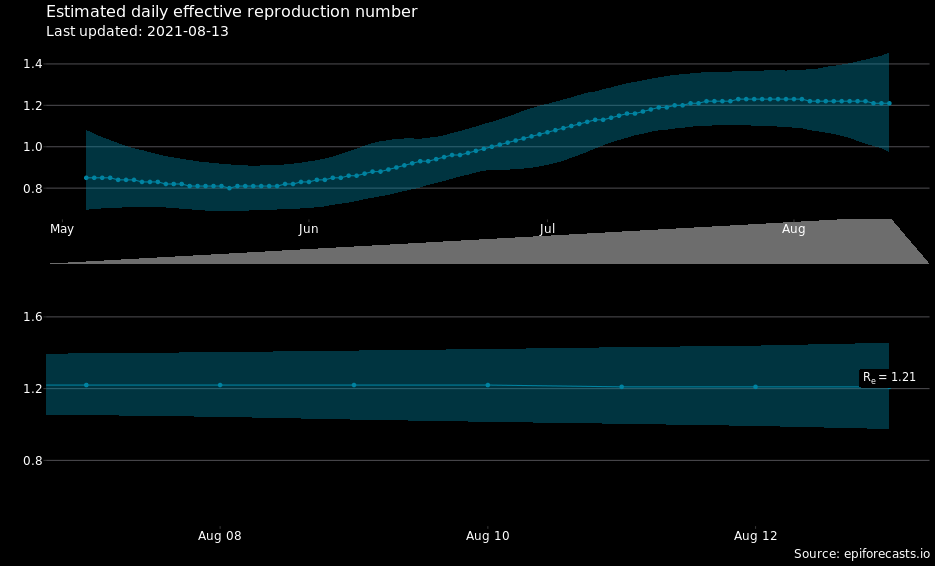 Estimated daily effective reproduction number
Last updated: 2021-08-13
1.4
1.2
1.0
0.8
May Jun Jul Aug
1.6
1.2
0.8
Re = 1.21
Aug 08 Aug 10 Aug 12
Source: epiforecasts.io